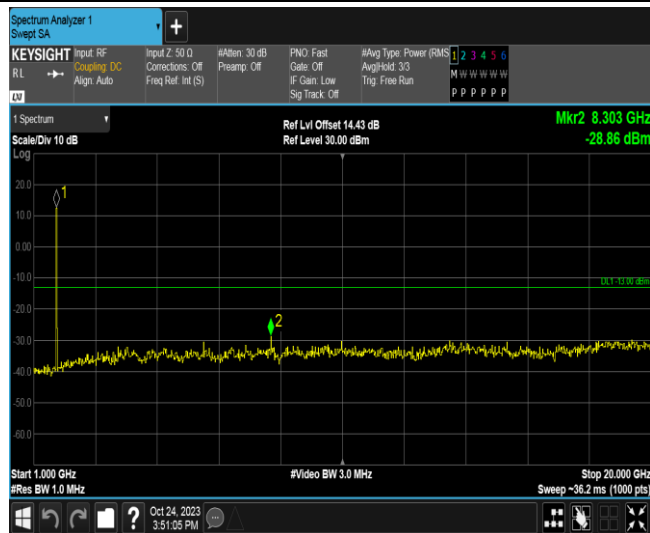 Spectrum Analyzer 1
Swept SA
+
KEYSIGHT
RL
Input: RF
Coupling: DC
Align: Auto
Input Z: 50 Ω
Corrections: Off
Freq Ref: Int (S)
#Atten: 30 dB
Preamp: Off
PNO: Fast
Gate: Off
IF Gain: Low
Sig Track: Off
#Avg Type: Power (RMS
Avg|Hold: 3/3
Trig: Free Run
1 2 3 4 5 6
M W W W W W
P P P P P P
1 Spectrum
Scale/Div 10 dB
Ref Lvl Offset 14.43 dB
Ref Level 30.00 dBm
Mkr2 8.303 GHz
-28.86 dBm
Log
20.0
1
10.0
0.00
-10.0
DL1 -13.00 dBm
-20.0
2
-30.0
-40.0
-50.0
-60.0
Start 1.000 GHz
#Video BW 3.0 MHz
Stop 20.000 GHz
#Res BW 1.0 MHz
Sweep ~36.2 ms (1000 pts)
?
Oct 24, 2023
3:51:05 PM